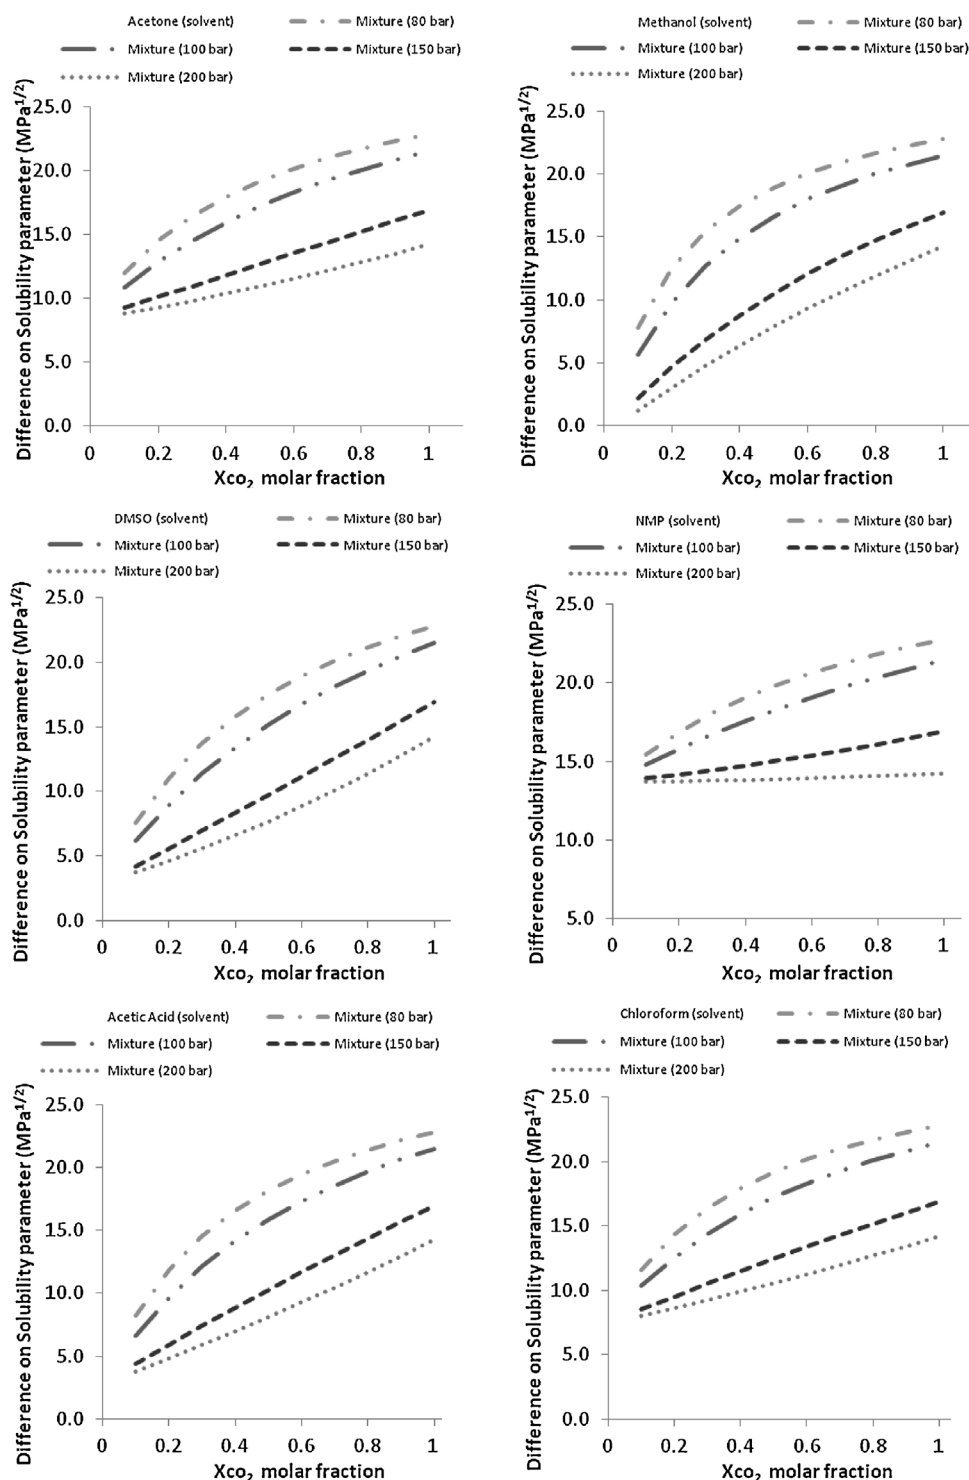 Acetone (solvent) Mixture (80 bar)
Mixture (100 bar) Mixture (150 bar)
Mixture (200 bar)
Difference on Solubility parameter (MPa^1/2)
25.0
20.0
15.0
10.0
5.0
0.0
0 0.2 0.4 0.6 0.8 1
Xco₂ molar fraction
Methanol (solvent) Mixture (80 bar)
Mixture (100 bar) Mixture (150 bar)
Mixture (200 bar)
Difference on Solubility parameter (MPa^1/2)
25.0
20.0
15.0
10.0
5.0
0.0
0 0.2 0.4 0.6 0.8 1
Xco₂ molar fraction
DMSO (solvent) Mixture (80 bar)
Mixture (100 bar) Mixture (150 bar)
Mixture (200 bar)
Difference on Solubility parameter (MPa^1/2)
25.0
20.0
15.0
10.0
5.0
0.0
0 0.2 0.4 0.6 0.8 1
Xco₂ molar fraction
NMP (solvent) Mixture (80 bar)
Mixture (100 bar) Mixture (150 bar)
Mixture (200 bar)
Difference on Solubility parameter (MPa^1/2)
25.0
20.0
15.0
10.0
5.0
0 0.2 0.4 0.6 0.8 1
Xco₂ molar fraction
Acetic Acid (solvent) Mixture (80 bar)
Mixture (100 bar) Mixture (150 bar)
Mixture (200 bar)
Difference on Solubility parameter (MPa^1/2)
25.0
20.0
15.0
10.0
5.0
0.0
0 0.2 0.4 0.6 0.8 1
Xco₂ molar fraction
Chloroform (solvent) Mixture (80 bar)
Mixture (100 bar) Mixture (150 bar)
Mixture (200 bar)
Difference on Solubility parameter (MPa^1/2)
25.0
20.0
15.0
10.0
5.0
0.0
0 0.2 0.4 0.6 0.8 1
Xco₂ molar fraction